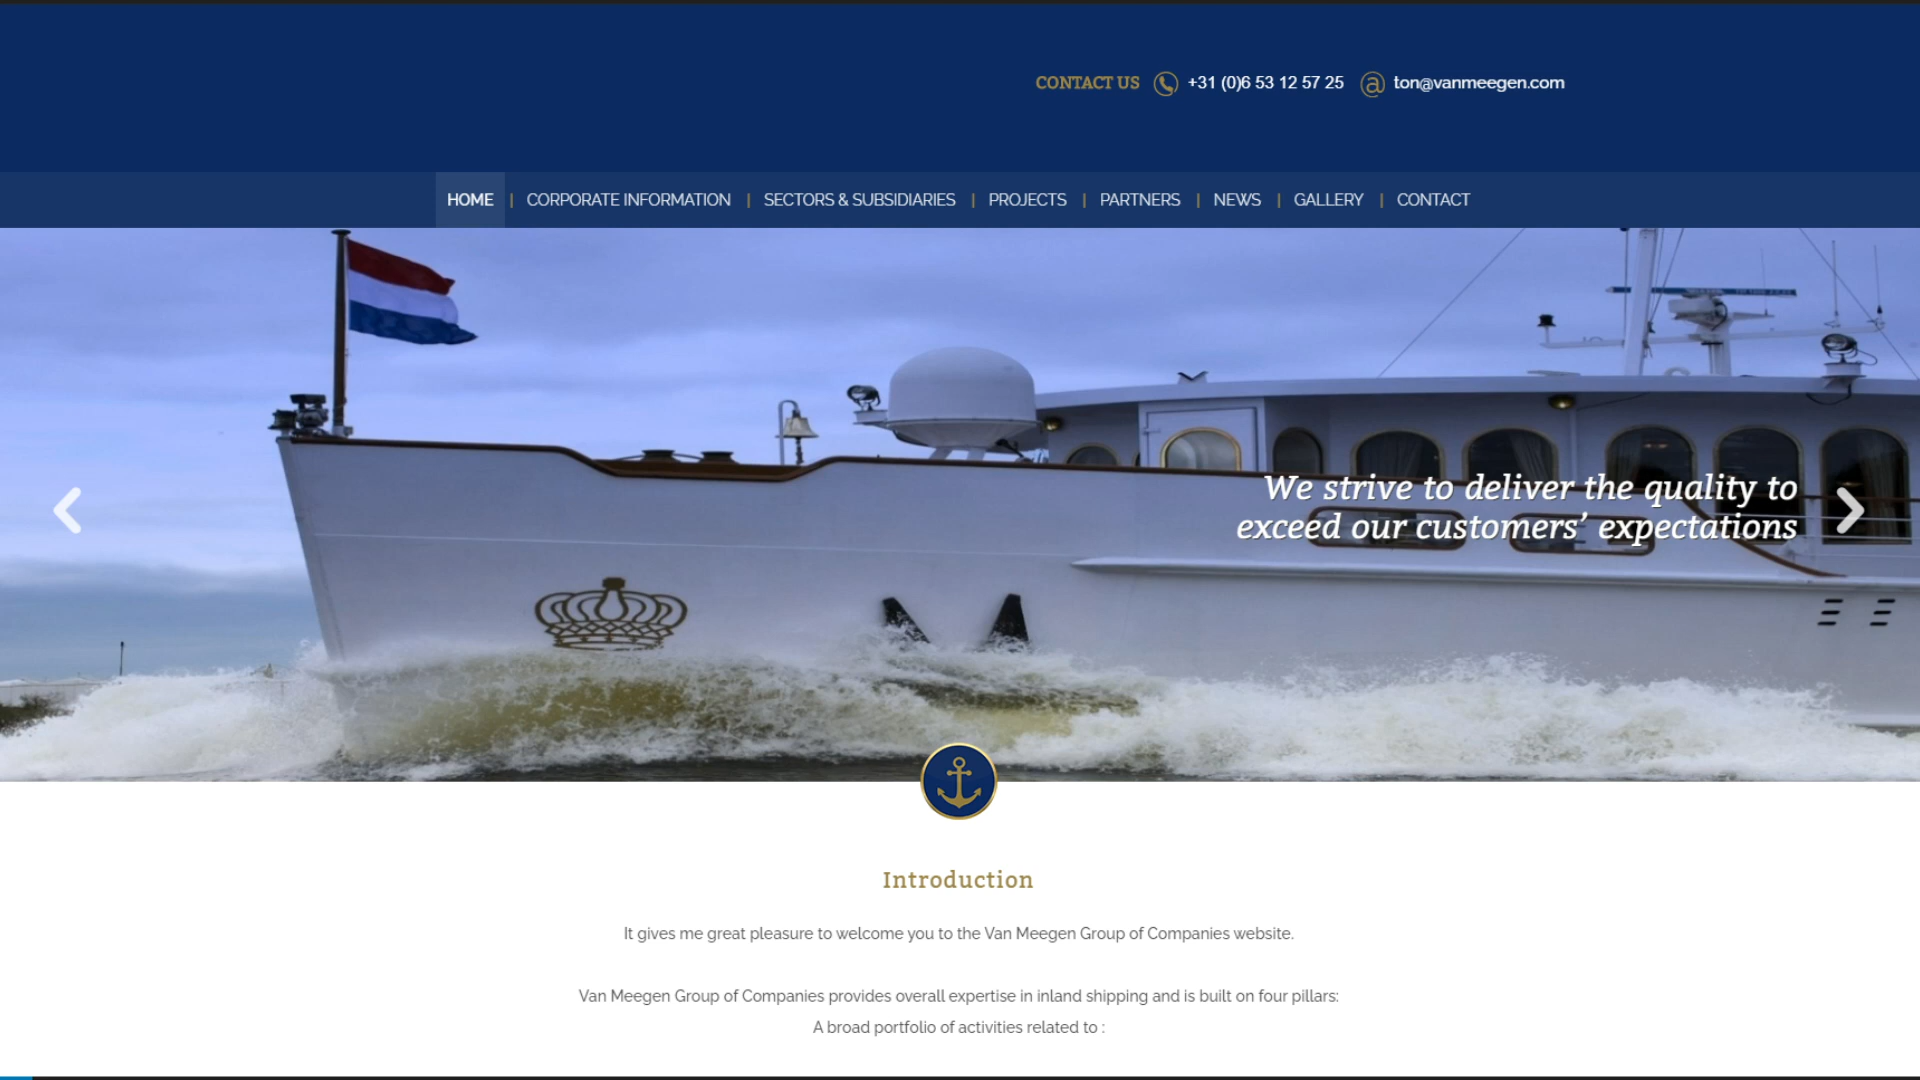 CONTACT US +31 (0)6 53 12 57 25 ton@vanmeegen.com
HOME | CORPORATE INFORMATION | SECTORS & SUBSIDIARIES | PROJECTS | PARTNERS | NEWS | GALLERY | CONTACT
We strive to deliver the quality to
exceed our customers’ expectations
Introduction
It gives me great pleasure to welcome you to the Van Meegen Group of Companies website.
Van Meegen Group of Companies provides overall expertise in inland shipping and is built on four pillars:
A broad portfolio of activities related to :